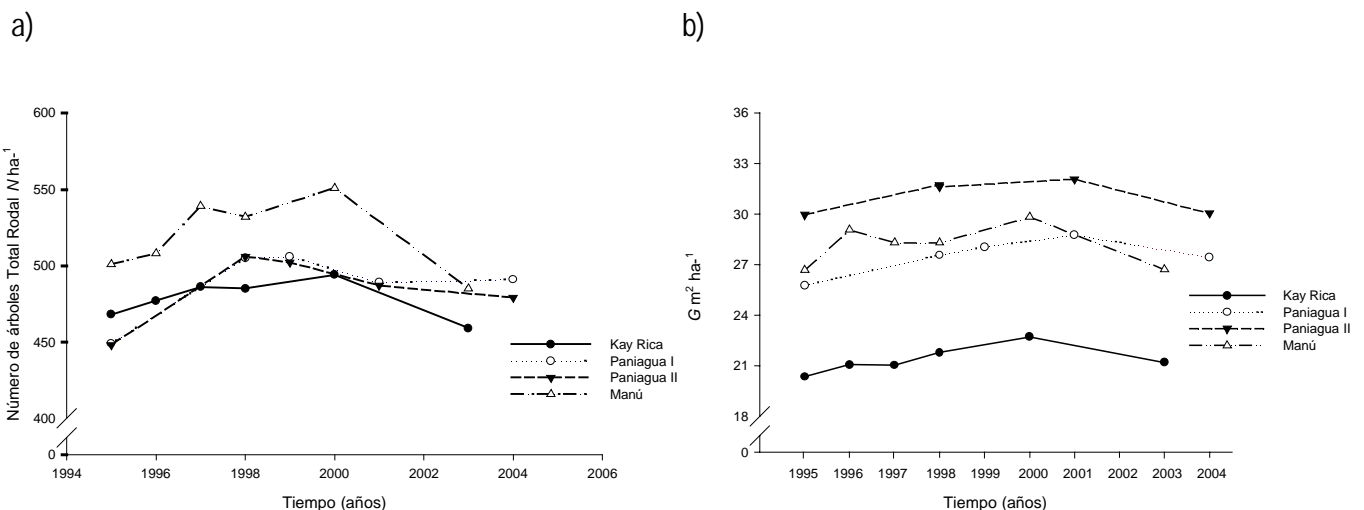 a)
b)
Número de árboles Total Rodal N ha-1
600
550
500
450
400
0
1994
1996
1998
2000
2002
2004
2006
Tiempo (años)
Kay Rica
Paniagua I
Paniagua II
Manú
G m2 ha-1
36
33
30
27
24
21
18
0
1995
1996
1997
1998
1999
2000
2001
2002
2003
2004
Tiempo (años)
Kay Rica
Paniagua I
Paniagua II
Manú